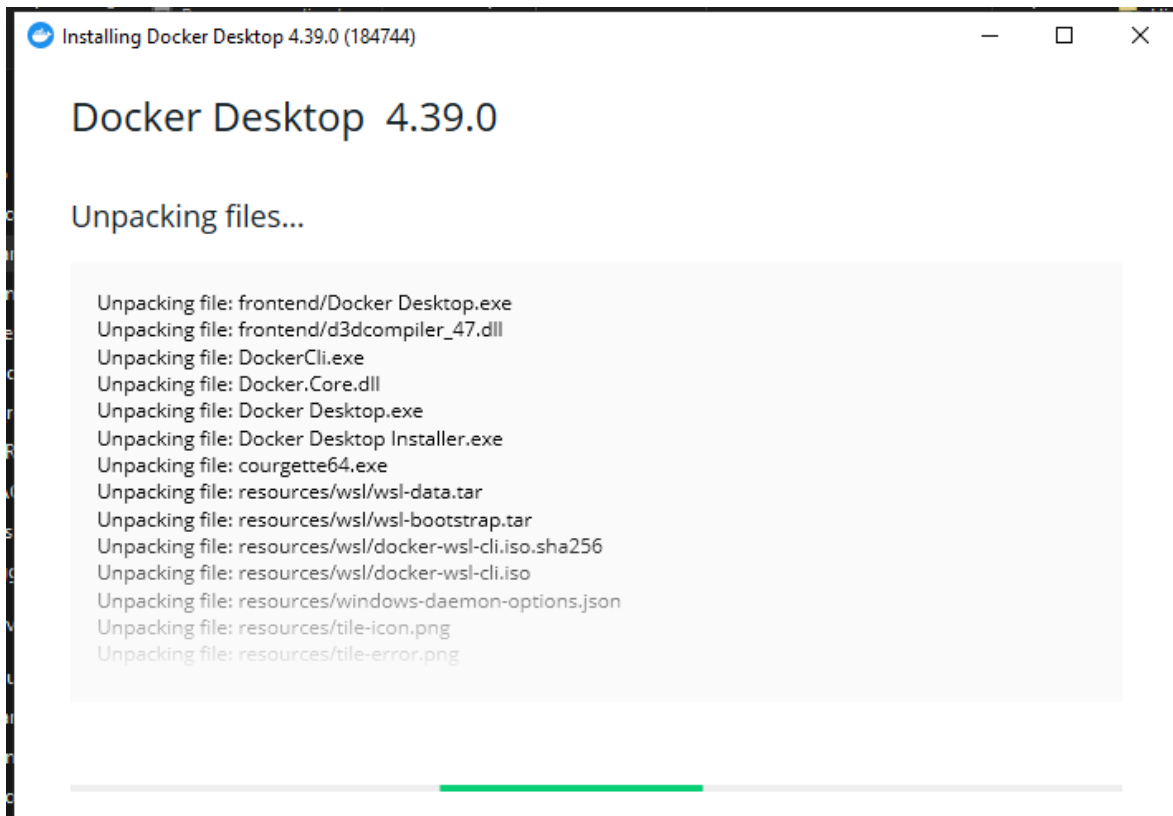 Installing Docker Desktop 4.39.0 (184744)
Docker Desktop 4.39.0
Unpacking files...
Unpacking file: frontend/Docker Desktop.exe
Unpacking file: frontend/d3dcompiler_47.dll
Unpacking file: DockerCli.exe
Unpacking file: Docker.Core.dll
Unpacking file: Docker Desktop.exe
Unpacking file: Docker Desktop Installer.exe
Unpacking file: courgette64.exe
Unpacking file: resources/wsl/wsl-data.tar
Unpacking file: resources/wsl/wsl-bootstrap.tar
Unpacking file: resources/wsl/docker-wsl-cli.iso.sha256
Unpacking file: resources/wsl/docker-wsl-cli.iso
Unpacking file: resources/windows-daemon-options.json
Unpacking file: resources/tile-icon.png
Unpacking file: resources/tile-error.png